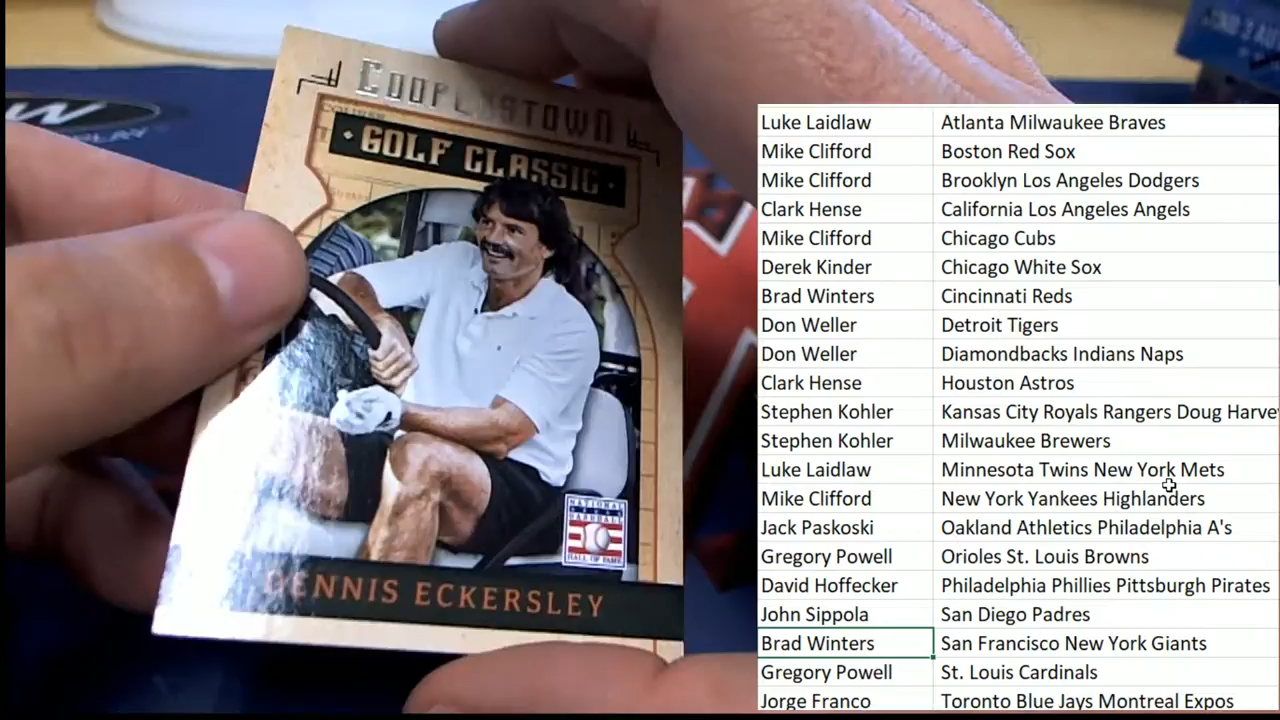 COOPERSTOWN
GOLF CLASSIC
NATIONAL
BASEBALL
HALL OF FAME
DENNIS ECKERSLEY
Luke Laidlaw Atlanta Milwaukee Braves
Mike Clifford Boston Red Sox
Mike Clifford Brooklyn Los Angeles Dodgers
Clark Hense California Los Angeles Angels
Mike Clifford Chicago Cubs
Derek Kinder Chicago White Sox
Brad Winters Cincinnati Reds
Don Weller Detroit Tigers
Don Weller Diamondbacks Indians Naps
Clark Hense Houston Astros
Stephen Kohler Kansas City Royals Rangers Doug Harve
Stephen Kohler Milwaukee Brewers
Luke Laidlaw Minnesota Twins New York Mets
Mike Clifford New York Yankees Highlanders
Jack Paskoski Oakland Athletics Philadelphia A's
Gregory Powell Orioles St. Louis Browns
David Hoffecker Philadelphia Phillies Pittsburgh Pirates
John Sippola San Diego Padres
Brad Winters San Francisco New York Giants
Gregory Powell St. Louis Cardinals
Jorge Franco Toronto Blue Jays Montreal Expos